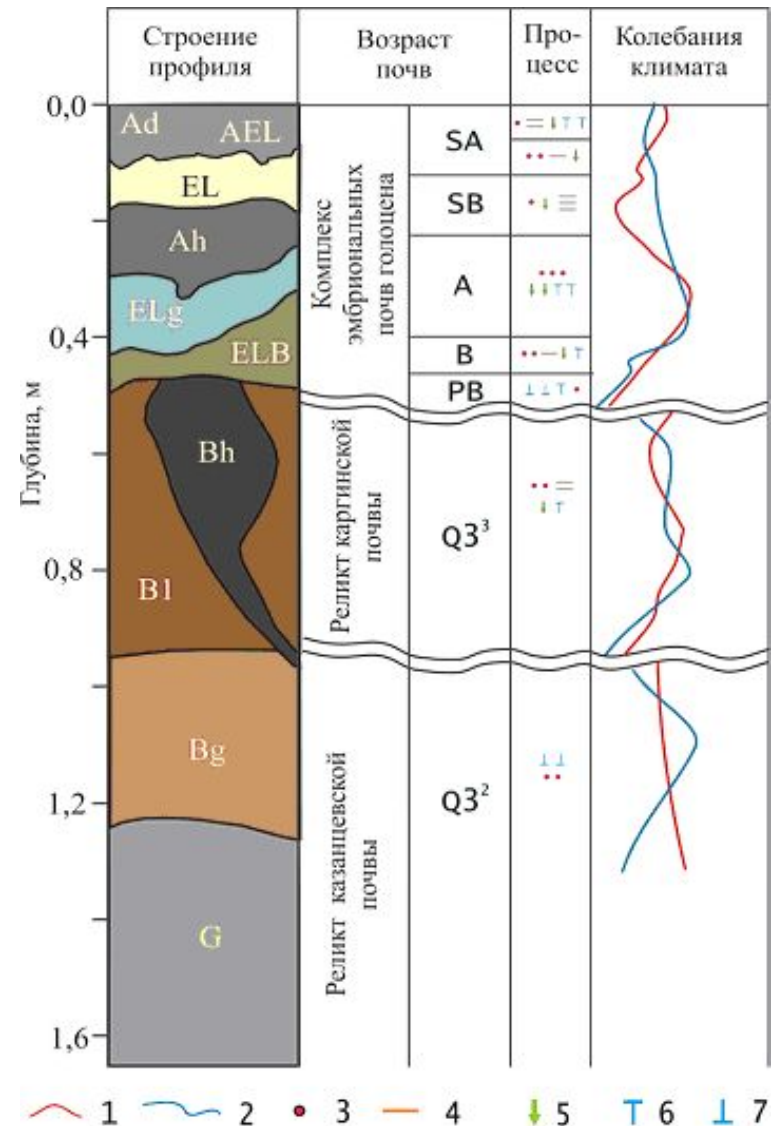 Строение профиля
Возраст почв
Про-
цесс
Колебания климата
Глубина, м
0,0
0,4
0,8
1,2
1,6
Ad
AEL
EL
Ah
ELg
ELB
Bh
B1
Bg
G
Комплекс
эмбриональных
почв голоцена
Реликт каргинской
почвы
Реликт казанцевской
почвы
SA
SB
A
B
PB
Q3³
Q3²
1 2 3 4 5 6 7